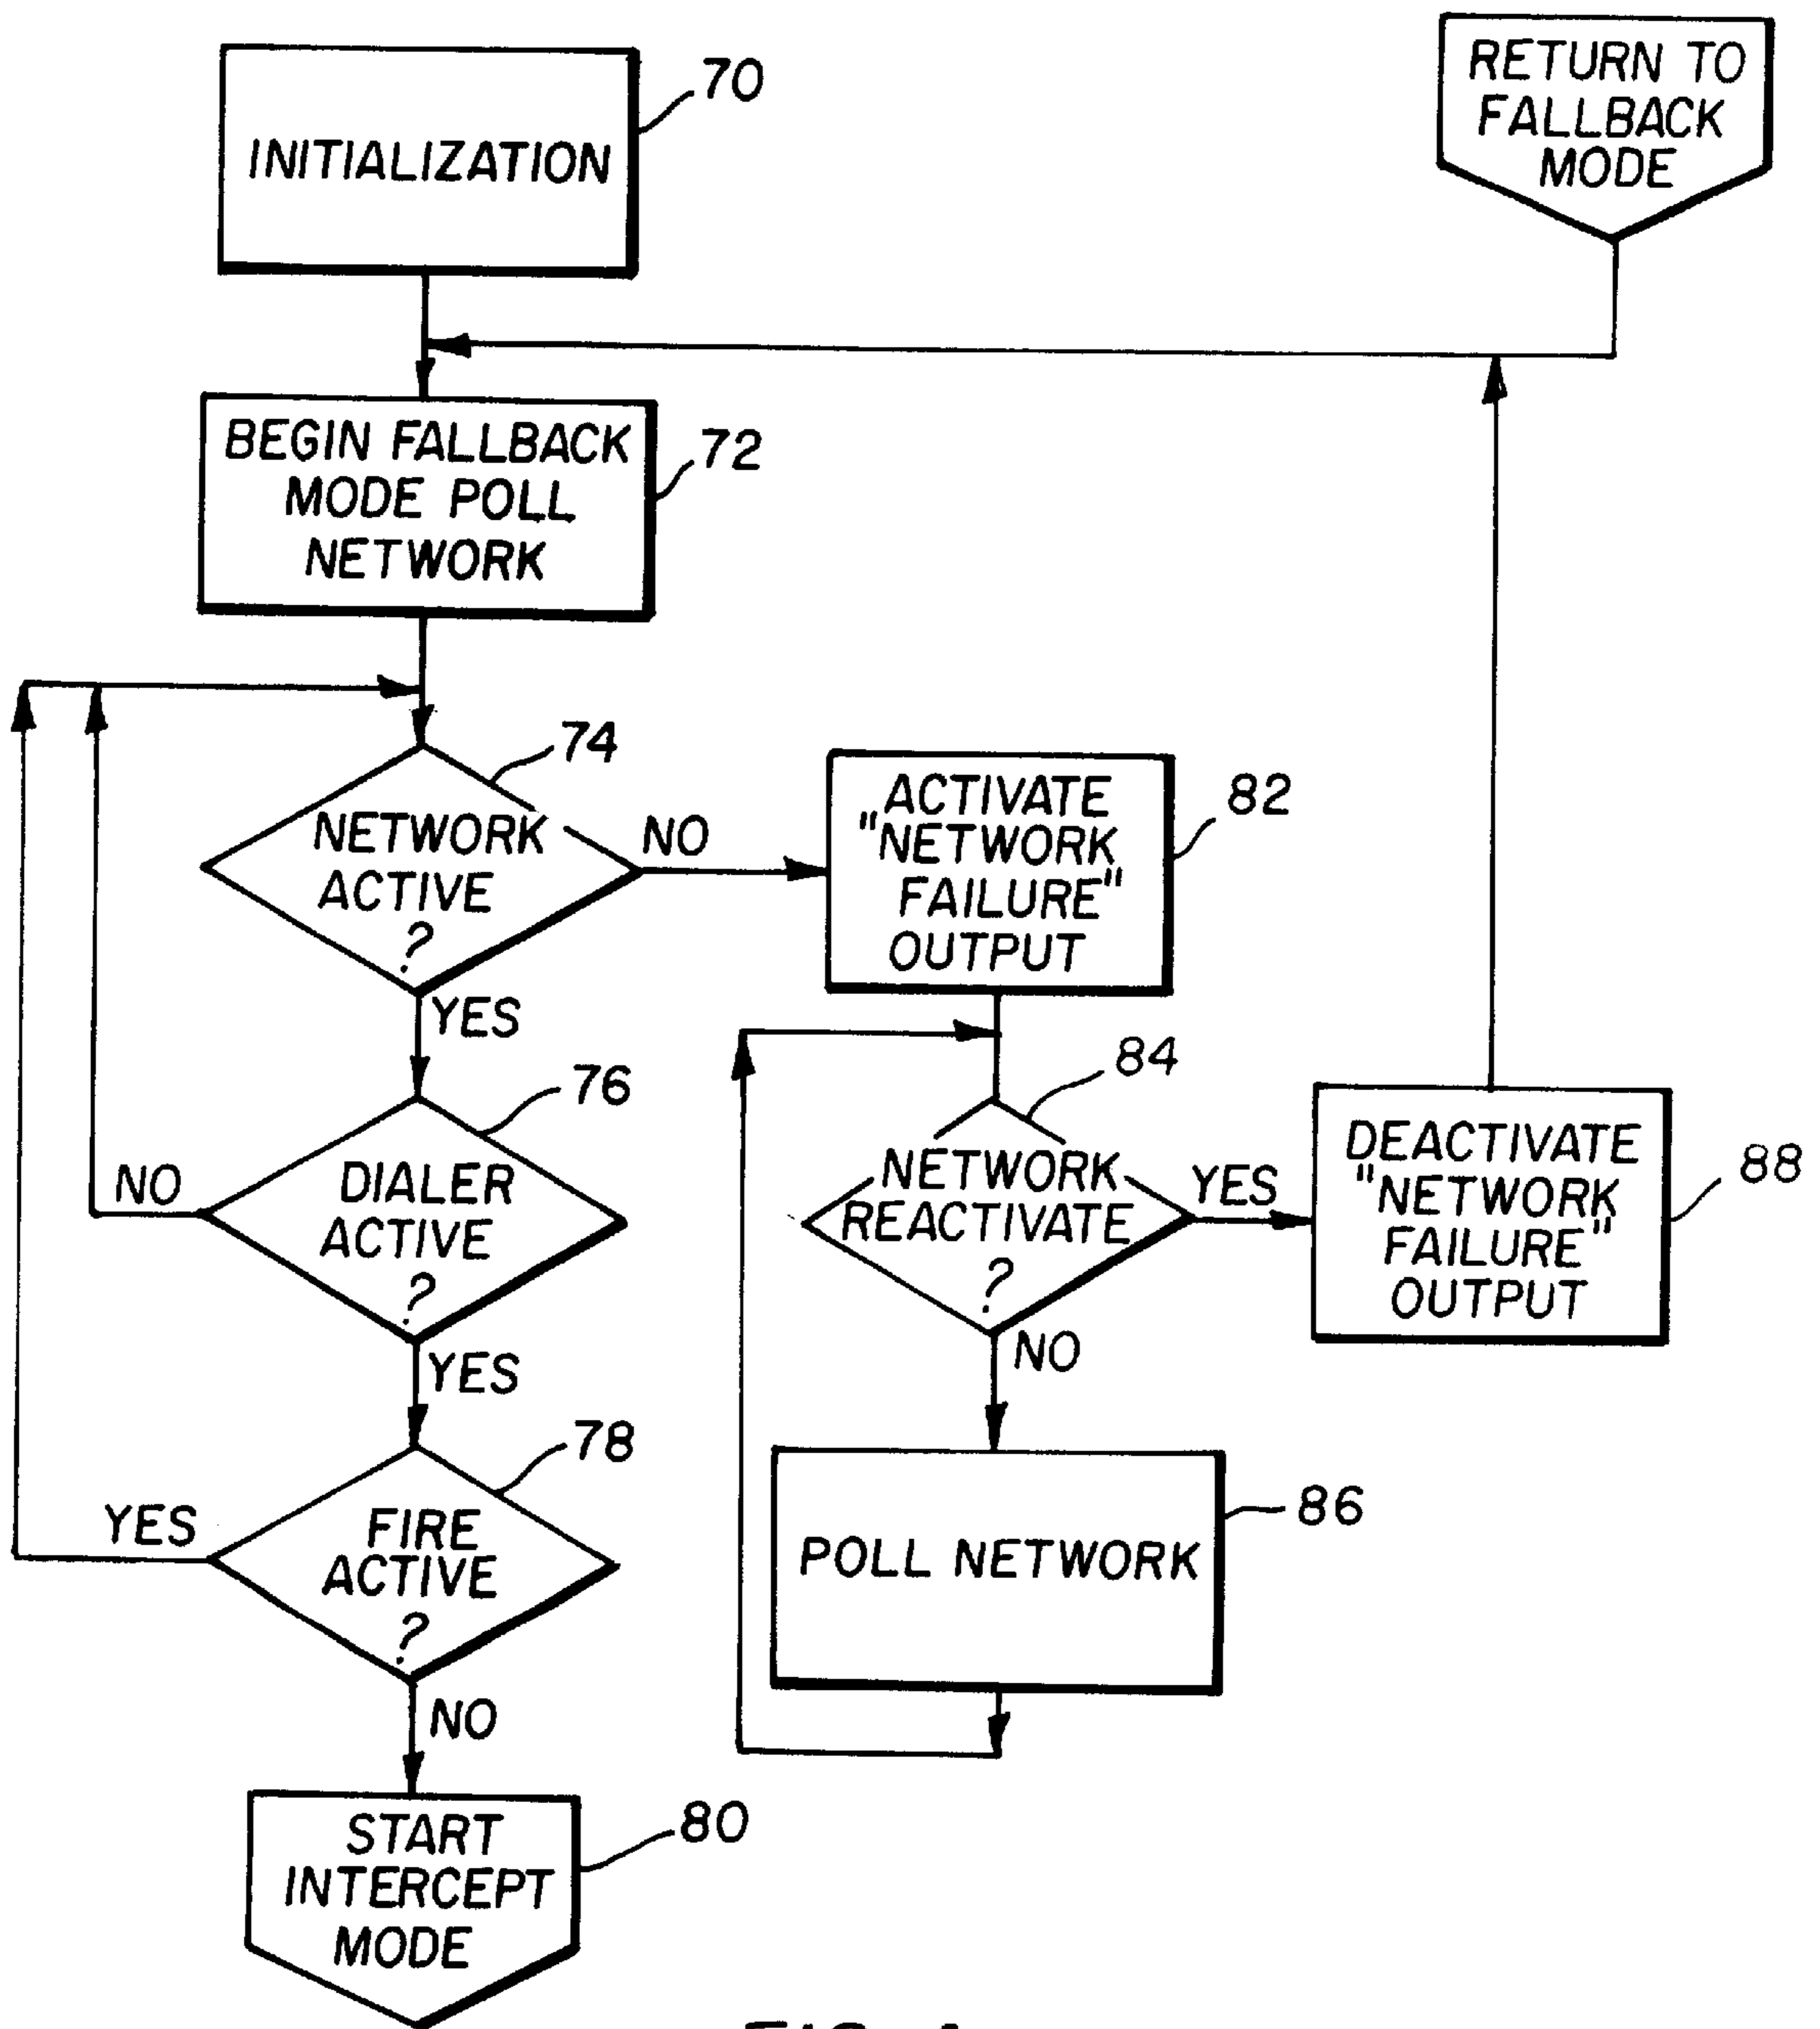 INITIALIZATION
70
RETURN TO
FALLBACK
MODE
BEGIN FALLBACK
MODE POLL
NETWORK
72
74
NETWORK
ACTIVE
?
NO
YES
ACTIVATE
"NETWORK
FAILURE"
OUTPUT
82
76
DIALER
ACTIVE
?
NO
YES
84
NETWORK
REACTIVATE
?
YES
NO
DEACTIVATE
"NETWORK
FAILURE"
OUTPUT
88
78
FIRE
ACTIVE
?
YES
NO
POLL NETWORK
86
START
INTERCEPT
MODE
80